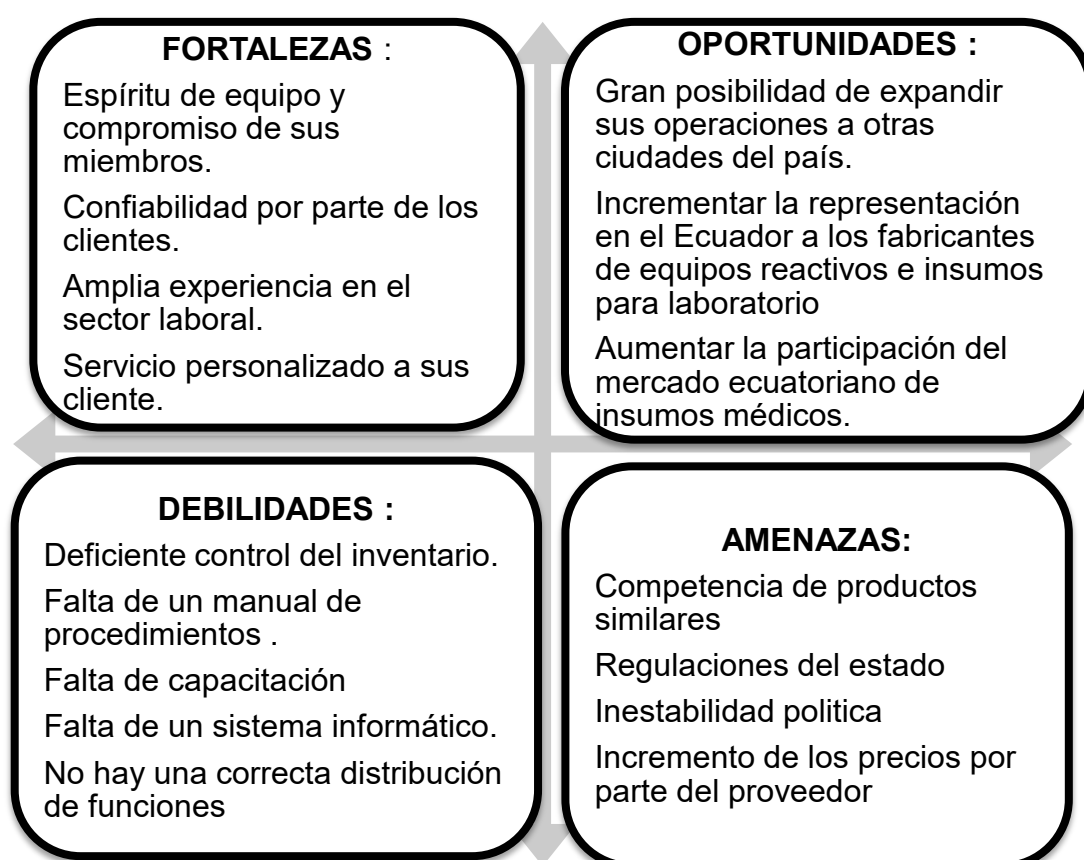 FORTALEZAS :
Espíritu de equipo y
compromiso de sus
miembros.
Confiabilidad por parte de los
clientes.
Amplia experiencia en el
sector laboral.
Servicio personalizado a sus
cliente.
OPORTUNIDADES :
Gran posibilidad de expandir
sus operaciones a otras
ciudades del país.
Incrementar la representación
en el Ecuador a los fabricantes
de equipos reactivos e insumos
para laboratorio
Aumentar la participación del
mercado ecuatoriano de
insumos médicos.
DEBILIDADES :
Deficiente control del inventario.
Falta de un manual de
procedimientos .
Falta de capacitación
Falta de un sistema informático.
No hay una correcta distribución
de funciones
AMENAZAS:
Competencia de productos
similares
Regulaciones del estado
Inestabilidad politica
Incremento de los precios por
parte del proveedor